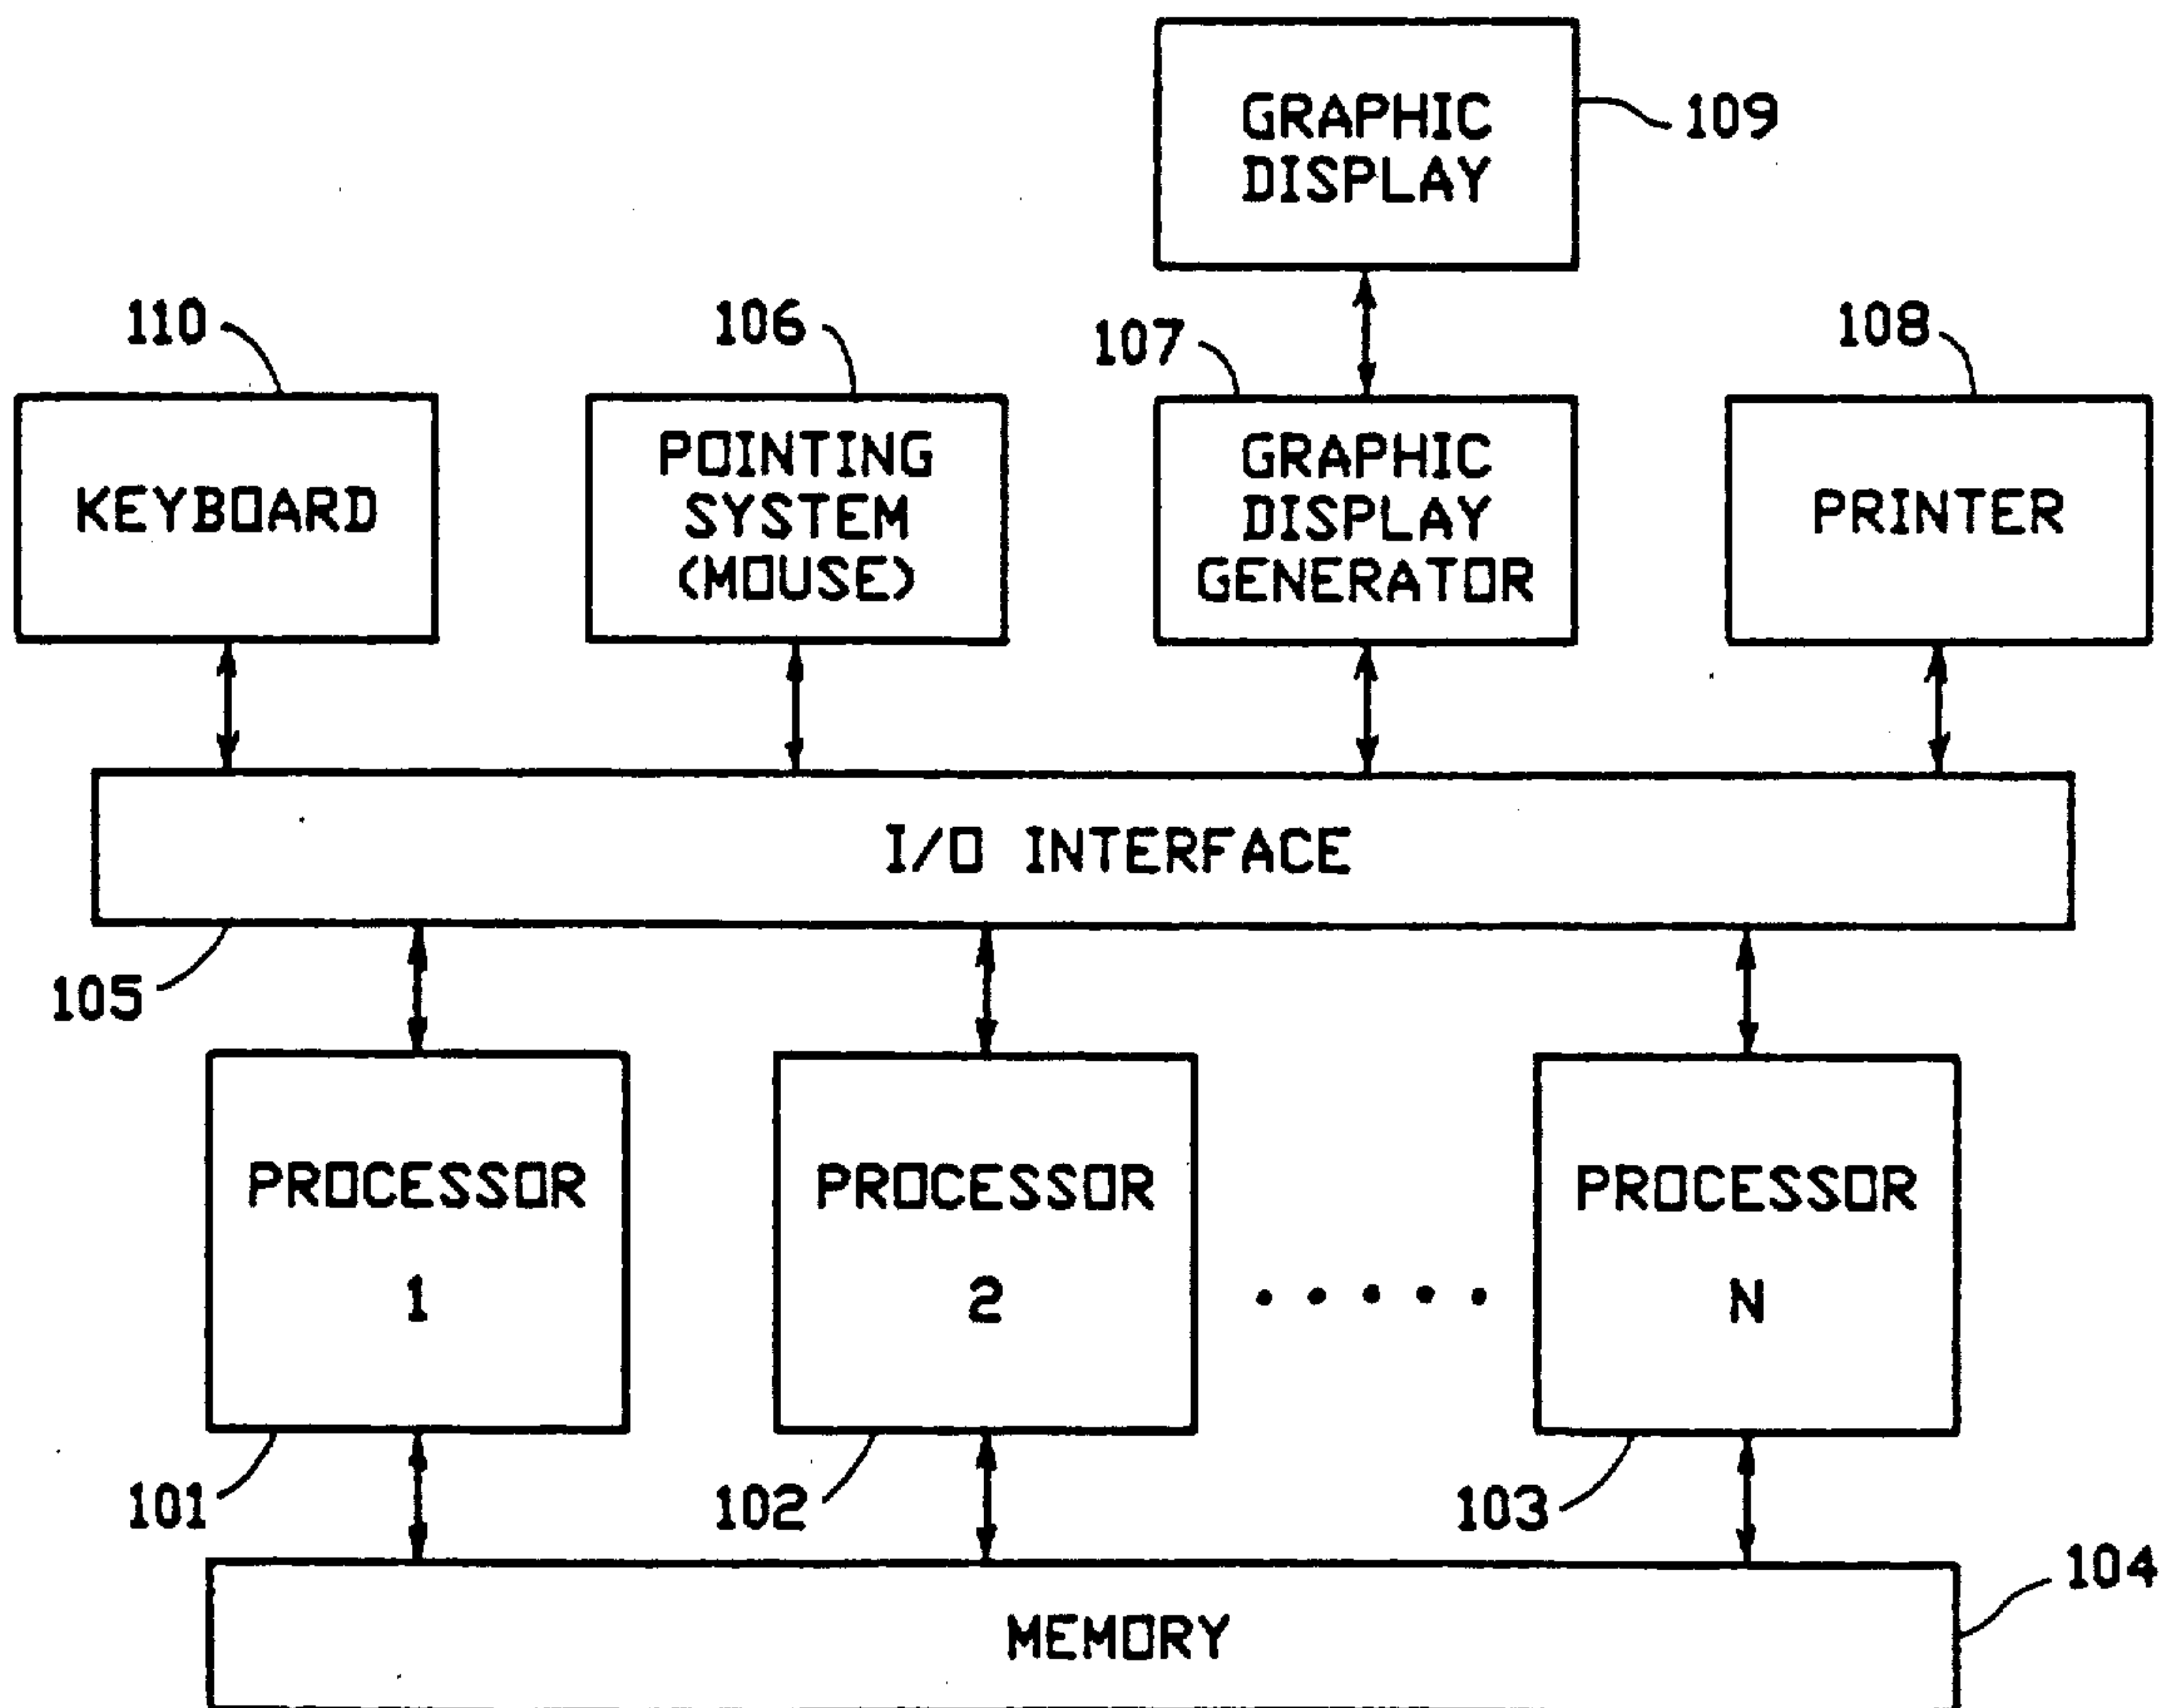 GRAPHIC
DISPLAY
109
110
106
107
108
KEYBOARD
POINTING
SYSTEM
(MOUSE)
GRAPHIC
DISPLAY
GENERATOR
PRINTER
I/O INTERFACE
105
PROCESSOR
1
PROCESSOR
2
PROCESSOR
N
101
102
103
104
MEMORY